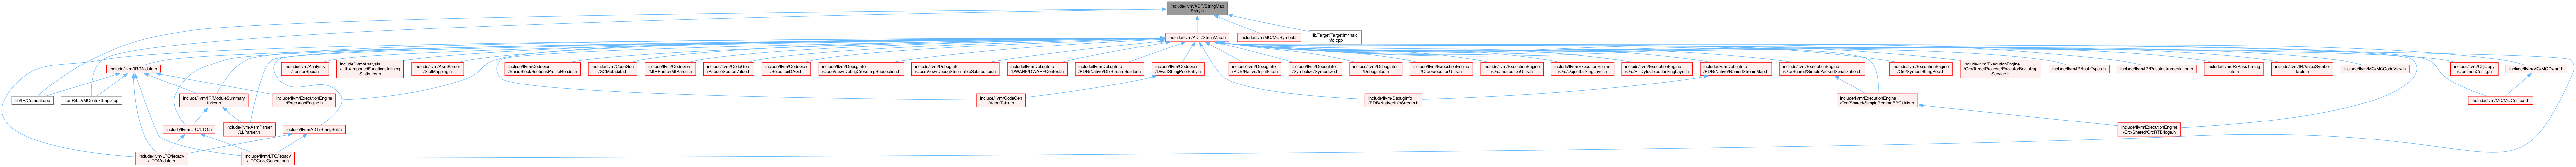 include/llvm/ADT/StringMap
Entry.h
include/llvm/ADT/StringMap.h
include/llvm/MC/MCSymbol.h
lib/Target/TargetIntrinsic
Info.cpp
include/llvm/IR/Module.h
include/llvm/Analysis
/TensorSpec.h
include/llvm/Analysis
/Utils/ImportedFunctionsInlining
Statistics.h
include/llvm/AsmParser
/SlotMapping.h
include/llvm/CodeGen
/BasicBlockSectionsProfileReader.h
include/llvm/CodeGen
/GCMetadata.h
include/llvm/CodeGen
/MIRParser/MIParser.h
include/llvm/CodeGen
/PseudoSourceValue.h
include/llvm/CodeGen
/SelectionDAG.h
include/llvm/DebugInfo
/CodeView/DebugCrossImpSubsection.h
include/llvm/DebugInfo
/CodeView/DebugStringTableSubsection.h
include/llvm/DebugInfo
/DWARF/DWARFContext.h
include/llvm/DebugInfo
/PDB/Native/DbiStreamBuilder.h
include/llvm/CodeGen
/DwarfStringPoolEntry.h
include/llvm/DebugInfo
/PDB/Native/InputFile.h
include/llvm/DebugInfo
/Symbolize/Symbolize.h
include/llvm/Debuginfod
/Debuginfod.h
include/llvm/ExecutionEngine
/Orc/ExecutionUtils.h
include/llvm/ExecutionEngine
/Orc/IndirectionUtils.h
include/llvm/ExecutionEngine
/Orc/ObjectLinkingLayer.h
include/llvm/ExecutionEngine
/Orc/RTDyldObjectLinkingLayer.h
include/llvm/DebugInfo
/PDB/Native/NamedStreamMap.h
include/llvm/ExecutionEngine
/Orc/Shared/SimplePackedSerialization.h
include/llvm/ExecutionEngine
/Orc/SymbolStringPool.h
include/llvm/ExecutionEngine
/Orc/TargetProcess/ExecutorBootstrap
Service.h
include/llvm/IR/InstrTypes.h
include/llvm/IR/PassInstrumentation.h
include/llvm/IR/PassTiming
Info.h
include/llvm/IR/ValueSymbol
Table.h
include/llvm/MC/MCCodeView.h
include/llvm/ObjCopy
/CommonConfig.h
include/llvm/MC/MCDwarf.h
lib/IR/Comdat.cpp
lib/IR/LLVMContextImpl.cpp
include/llvm/IR/ModuleSummary
Index.h
include/llvm/ExecutionEngine
/ExecutionEngine.h
include/llvm/CodeGen
/AccelTable.h
include/llvm/DebugInfo
/PDB/Native/InfoStream.h
include/llvm/ExecutionEngine
/Orc/Shared/SimpleRemoteEPCUtils.h
include/llvm/MC/MCContext.h
include/llvm/LTO/LTO.h
include/llvm/AsmParser
/LLParser.h
include/llvm/ADT/StringSet.h
include/llvm/ExecutionEngine
/Orc/Shared/OrcRTBridge.h
include/llvm/LTO/legacy
/LTOModule.h
include/llvm/LTO/legacy
/LTOCodeGenerator.h